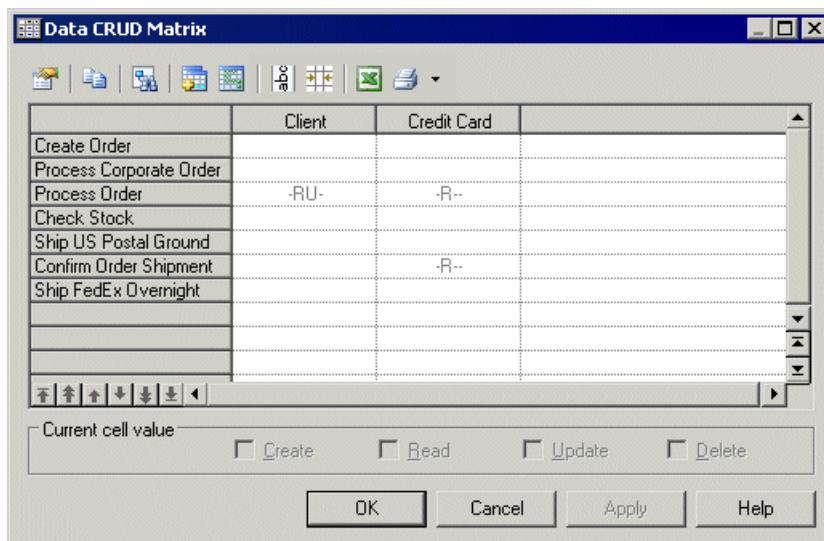 Data CRUD Matrix
abc
Client Credit Card
Create Order
Process Corporate Order
Process Order -RU- -R--
Check Stock
Ship US Postal Ground
Confirm Order Shipment -R--
Ship FedEx Overnight
Current cell value
Create Read Update Delete
OK Cancel Apply Help